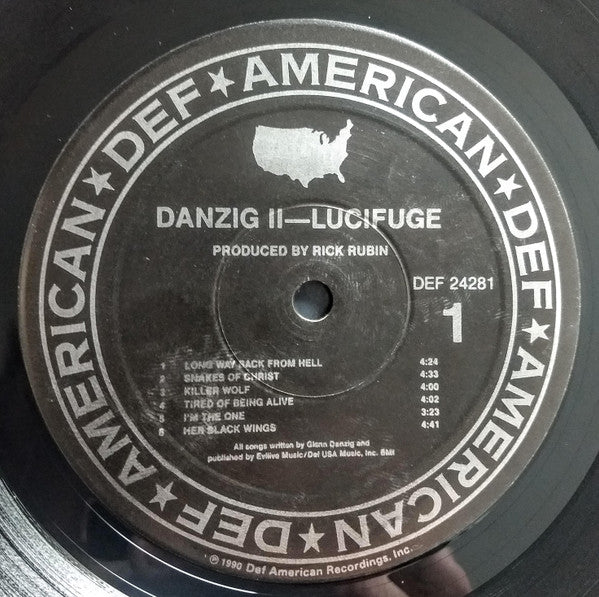 DEF★AMERICAN★DEF★AMERICAN★DEF★AMERICAN★
DANZIG II—LUCIFUGE
PRODUCED BY RICK RUBIN
DEF 24281
1
1 LONG WAY BACK FROM HELL 4:24
2 SNAKES OF CHRIST 4:33
3 KILLER WOLF 4:00
4 TIRED OF BEING ALIVE 4:02
5 I'M THE ONE 3:23
6 HER BLACK WINGS 4:41
All songs written by Glenn Danzig and
published by Evilive Music/Def USA Music, Inc. BMI
℗ 1990 Def American Recordings, Inc.